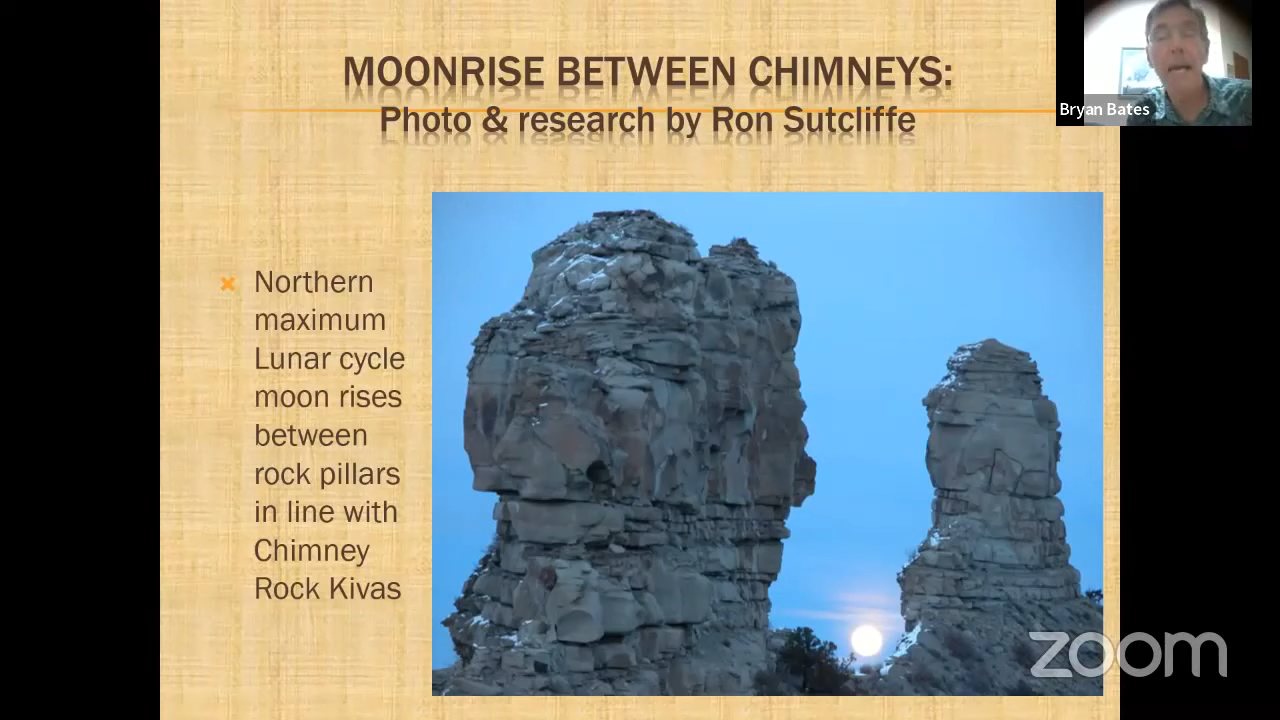 MOONRISE BETWEEN CHIMNEYS:
Photo & research by Ron Sutcliffe
Bryan Bates
Northern
maximum
Lunar cycle
moon rises
between
rock pillars
in line with
Chimney
Rock Kivas
zoom